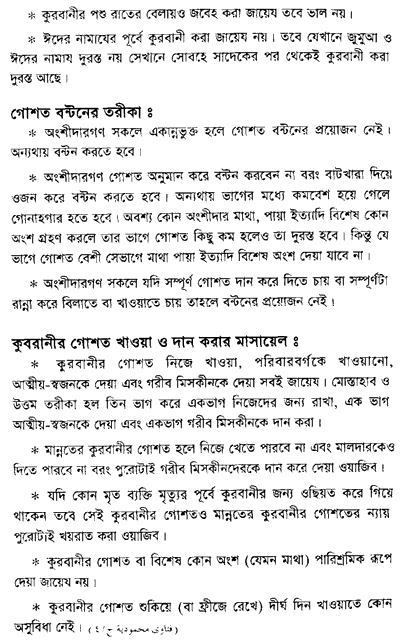 * কুরবানীর পশু রাতের বেলায়ও জবেহ করা জায়েয তবে ভাল নয়।
* ঈদের নামাযের পূর্বে কুরবানী করা জায়েয নয়। তবে যেখানে জুমুআ ও
ঈদের নামায দুরস্ত নয় সেখানে সোবহে সাদেকের পর থেকেই কুরবানী করা
দুরস্ত আছে।
গোশত বন্টনের তরীকা ঃ
* অংশীদারগণ সকলে একান্নভুক্ত হলে গোশত বন্টনের প্রয়োজন নেই।
অন্যথায় বন্টন করতে হবে।
* অংশীদারগণ গোশত অনুমান করে বন্টন করবেন না বরং বাটখারা দিয়ে
ওজন করে বন্টন করতে হবে। অন্যথায় ভাগের মধ্যে কমবেশ হয়ে গেলে
গোনাহগার হতে হবে। অবশ্য কোন অংশীদার মাথা, পায়া ইত্যাদি বিশেষ কোন
অংশ গ্রহণ করলে তার ভাগে গোশত কিছু কম হলেও তা দুরস্ত হবে। কিন্তু যে
ভাগে গোশত বেশী সেভাগে মাথা পায়া ইত্যাদি বিশেষ অংশ দেয়া যাবে না।
* অংশীদারগণ সকলে যদি সম্পূর্ণ গোশত দান করে দিতে চায় বা সম্পূর্ণটা
রান্না করে বিলাতে বা খাওয়াতে চায় তাহলে বন্টনের প্রয়োজন নেই।
কুবরানীর গোশত খাওয়া ও দান করার মাসায়েল ঃ
* কুরবানীর গোশত নিজে খাওয়া, পরিবারবর্গকে খাওয়ানো,
আত্মীয়-স্বজনকে দেয়া এবং গরীব মিসকীনকে দেয়া সবই জায়েয। মোস্তাহাব ও
উত্তম তরীকা হল তিন ভাগ করে একভাগ নিজেদের জন্য রাখা, এক ভাগ
আত্মীয়-স্বজনকে দেয়া এবং একভাগ গরীব মিসকীনকে দান করা।
* মান্নতের কুরবানীর গোশত হলে নিজে খেতে পারবে না এবং মালদারকেও
দিতে পারবে না বরং পুরোটাই গরীব মিসকীনদেরকে দান করে দেয়া ওয়াজিব।
* যদি কোন মৃত ব্যক্তি মৃত্যুর পূর্বে কুরবানীর জন্য ওছিয়ত করে গিয়ে
থাকেন তবে সেই কুরবানীর গোশতও মান্নতের কুরবানীর গোশতের ন্যায়
পুরোটাই খয়রাত করা ওয়াজিব।
* কুরবানীর গোশত বা বিশেষ কোন অংশ (যেমন মাথা) পারিশ্রমিক রূপে
দেয়া জায়েয নয়।
* কুরবানীর গোশত শুকিয়ে (বা ফ্রীজে রেখে) দীর্ঘ দিন খাওয়াতে কোন
অসুবিধা নেই। (فتاوی محمودیة ج/٤)